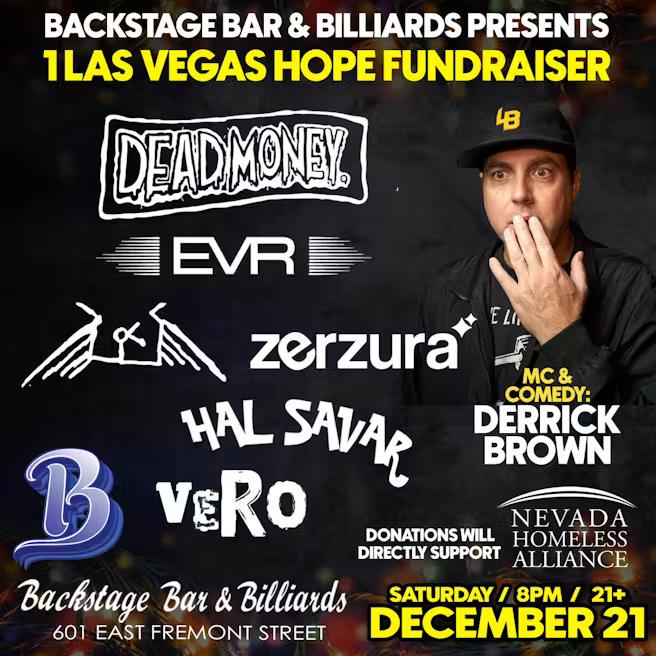 BACKSTAGE BAR & BILLIARDS PRESENTS
1 LAS VEGAS HOPE FUNDRAISER
DEAD MONEY.
EVR
zerzura
HAL SAVAR
VeRO
LB
MC &
COMEDY:
DERRICK
BROWN
DONATIONS WILL
DIRECTLY SUPPORT
NEVADA
HOMELESS
ALLIANCE
B
Backstage Bar & Billiards
601 EAST FREMONT STREET
SATURDAY / 8PM / 21+
DECEMBER 21